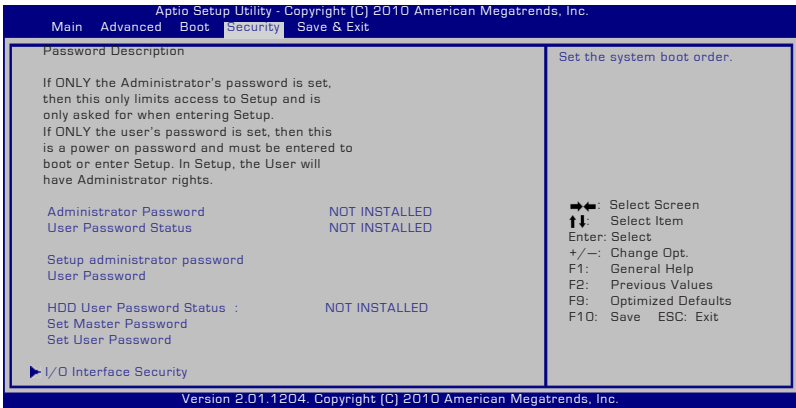 Aptio Setup Utility - Copyright (C) 2010 American Megatrends, Inc.
Main Advanced Boot Security Save & Exit
Password Description
If ONLY the Administrator's password is set,
then this only limits access to Setup and is
only asked for when entering Setup.
If ONLY the user's password is set, then this
is a power on password and must be entered to
boot or enter Setup. In Setup, the User will
have Administrator rights.
Administrator Password NOT INSTALLED
User Password Status NOT INSTALLED
Setup administrator password
User Password
HDD User Password Status : NOT INSTALLED
Set Master Password
Set User Password
I/O Interface Security
Set the system boot order.
→←: Select Screen
↑↓: Select Item
Enter: Select
+/—: Change Opt.
F1: General Help
F2: Previous Values
F9: Optimized Defaults
F10: Save ESC: Exit
Version 2.01.1204. Copyright (C) 2010 American Megatrends, Inc.